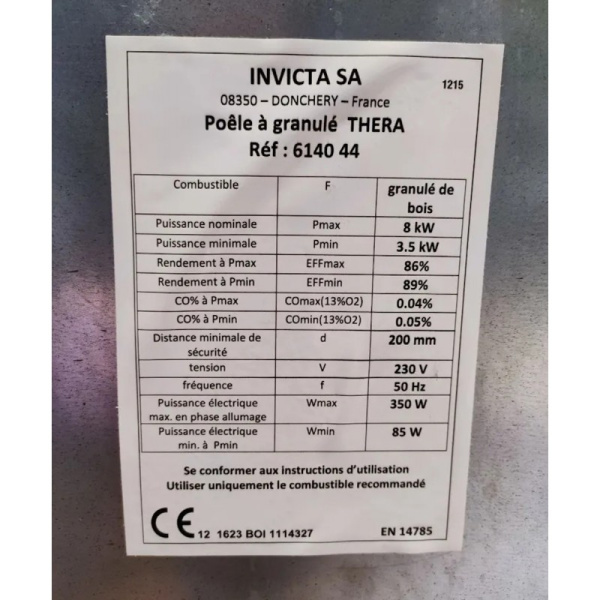 INVICTA SA
1215
08350 – DONCHERY – France
Poêle à granulé THERA
Réf : 6140 44
Combustible F granulé de
bois
Puissance nominale Pmax 8 kW
Puissance minimale Pmin 3.5 kW
Rendement à Pmax EFFmax 86%
Rendement à Pmin EFFmin 89%
CO% à Pmax COmax(13%O2) 0.04%
CO% à Pmin COmin(13%O2) 0.05%
Distance minimale de d 200 mm
sécurité
tension V 230 V
fréquence f 50 Hz
Puissance électrique Wmax 350 W
max. en phase allumage
Puissance électrique Wmin 85 W
min. à Pmin
Se conformer aux instructions d’utilisation
Utiliser uniquement le combustible recommandé
CE 12 1623 BOI 1114327 EN 14785